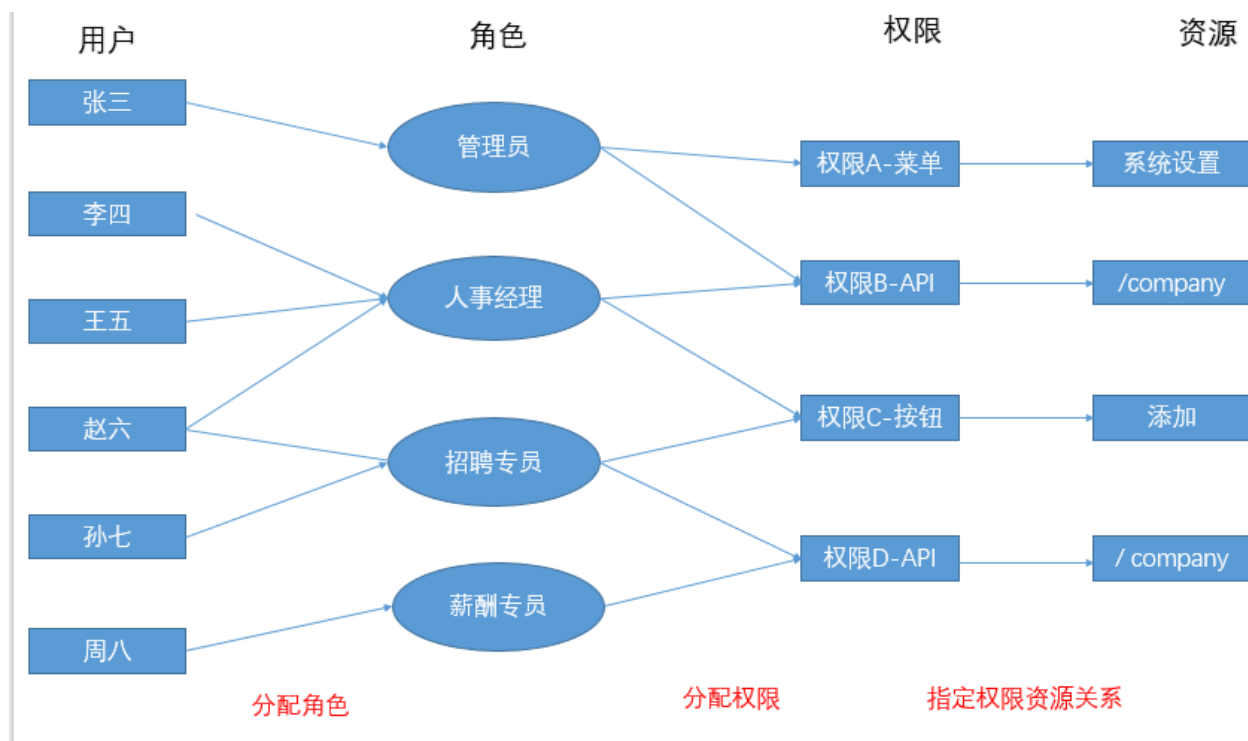 用户
角色
权限
资源
张三
管理员
权限A-菜单
系统设置
李四
人事经理
权限B-API
/company
王五
赵六
招聘专员
权限C-按钮
添加
孙七
薪酬专员
权限D-API
/ company
周八
分配角色
分配权限
指定权限资源关系